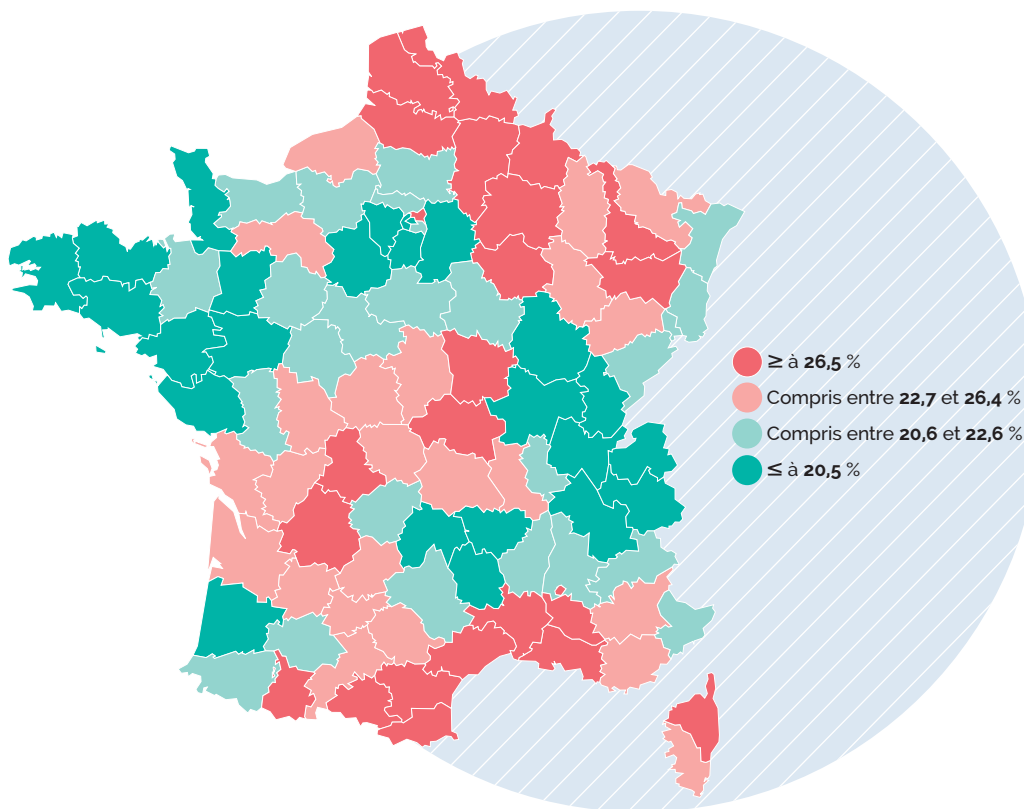 ≥ à 26,5 %
Compris entre 22,7 et 26,4 %
Compris entre 20,6 et 22,6 %
≤ à 20,5 %